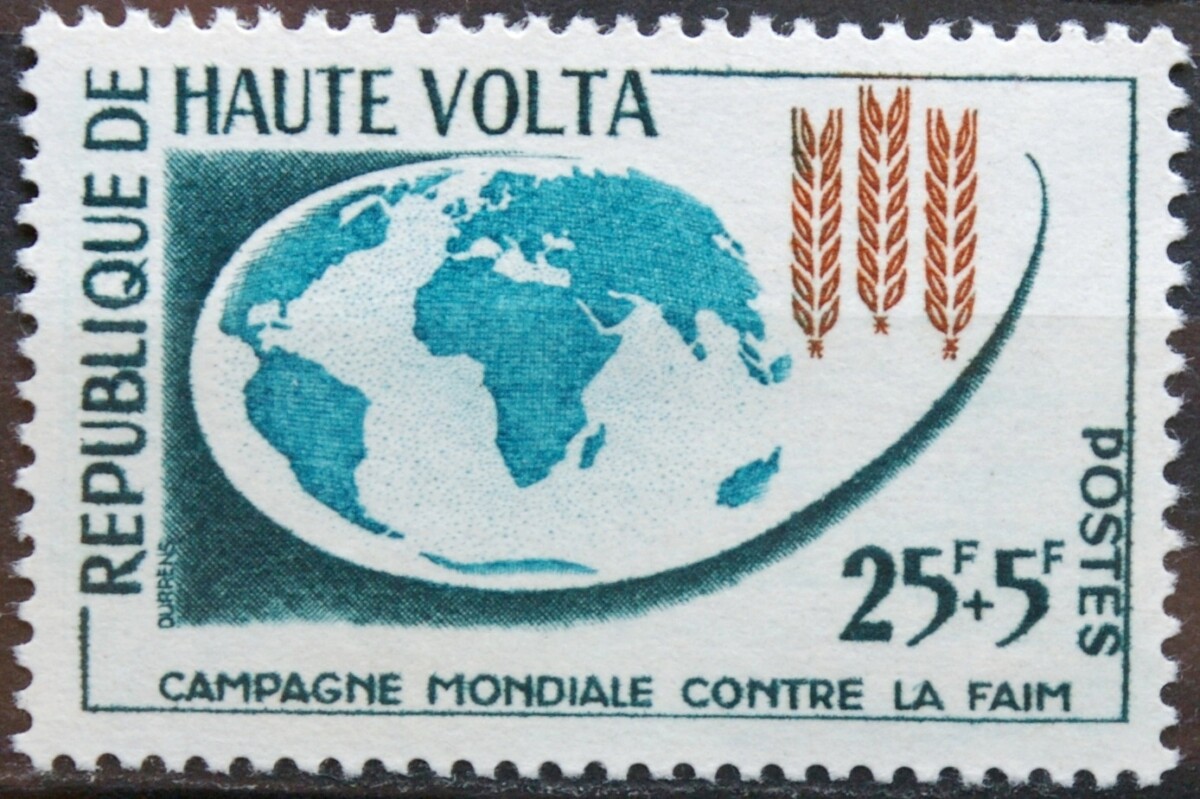 REPUBLIQUE DE
HAUTE VOLTA
DURRENS
25F+5F
POSTES
CAMPAGNE MONDIALE CONTRE LA FAIM